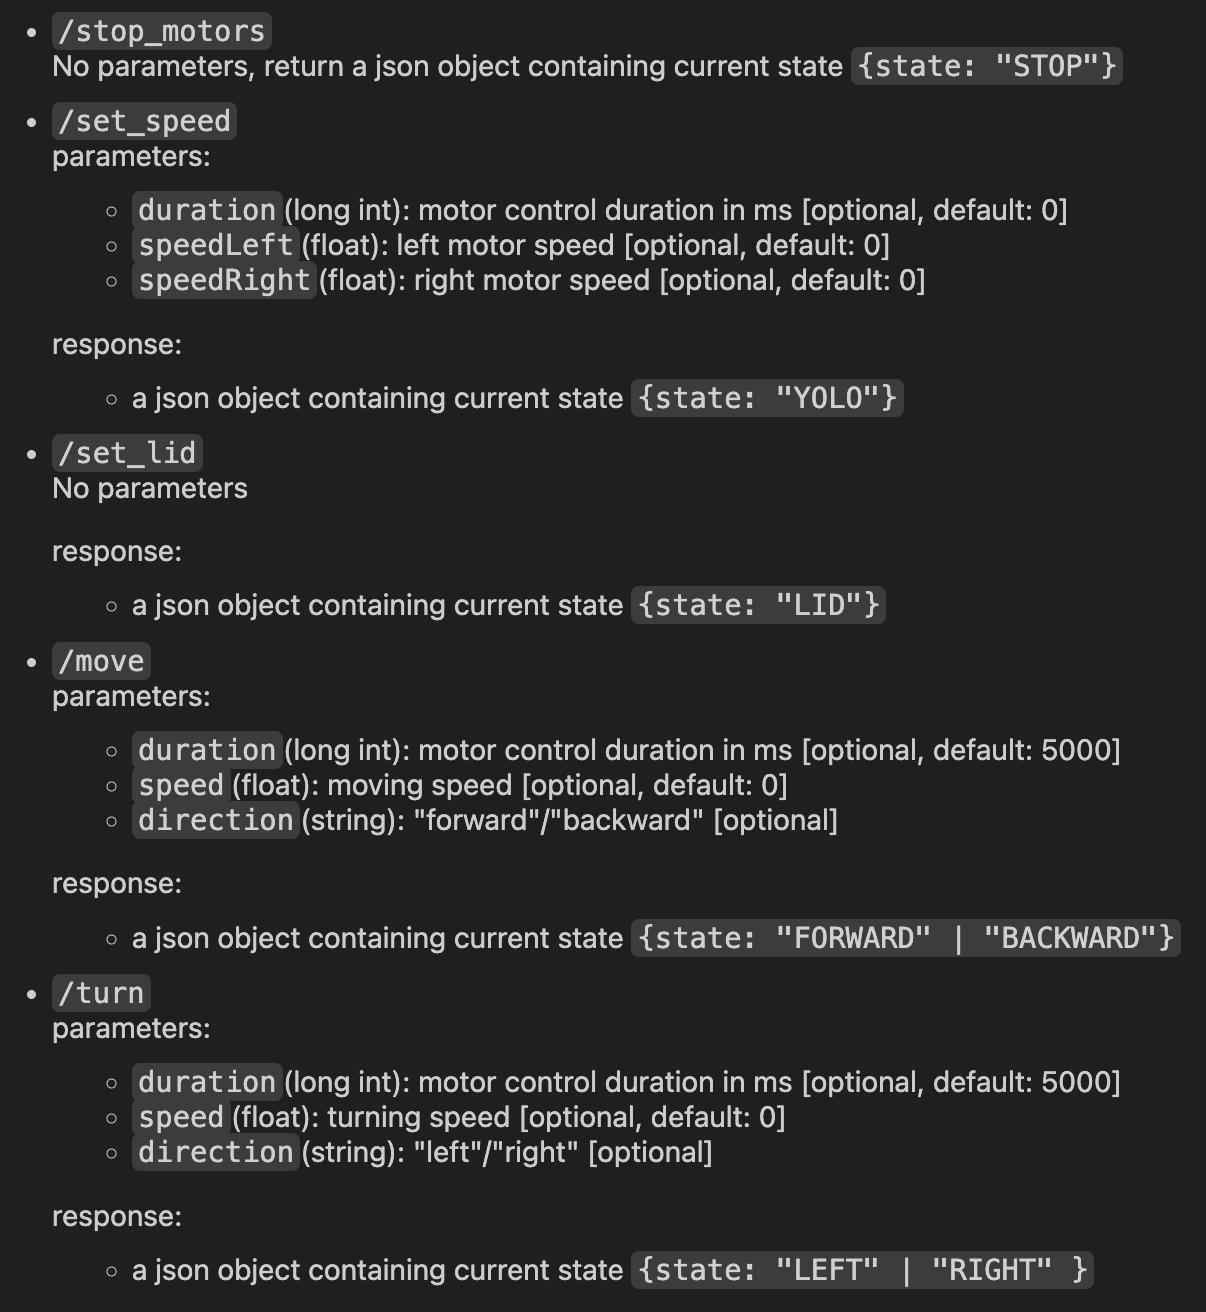 /stop_motors
No parameters, return a json object containing current state {state: "STOP"}
/set_speed
parameters:
duration (long int): motor control duration in ms [optional, default: 0]
speedLeft (float): left motor speed [optional, default: 0]
speedRight (float): right motor speed [optional, default: 0]
response:
a json object containing current state {state: "YOLO"}
/set_lid
No parameters
response:
a json object containing current state {state: "LID"}
/move
parameters:
duration (long int): motor control duration in ms [optional, default: 5000]
speed (float): moving speed [optional, default: 0]
direction (string): "forward"/"backward" [optional]
response:
a json object containing current state {state: "FORWARD" | "BACKWARD"}
/turn
parameters:
duration (long int): motor control duration in ms [optional, default: 5000]
speed (float): turning speed [optional, default: 0]
direction (string): "left"/"right" [optional]
response:
a json object containing current state {state: "LEFT" | "RIGHT" }